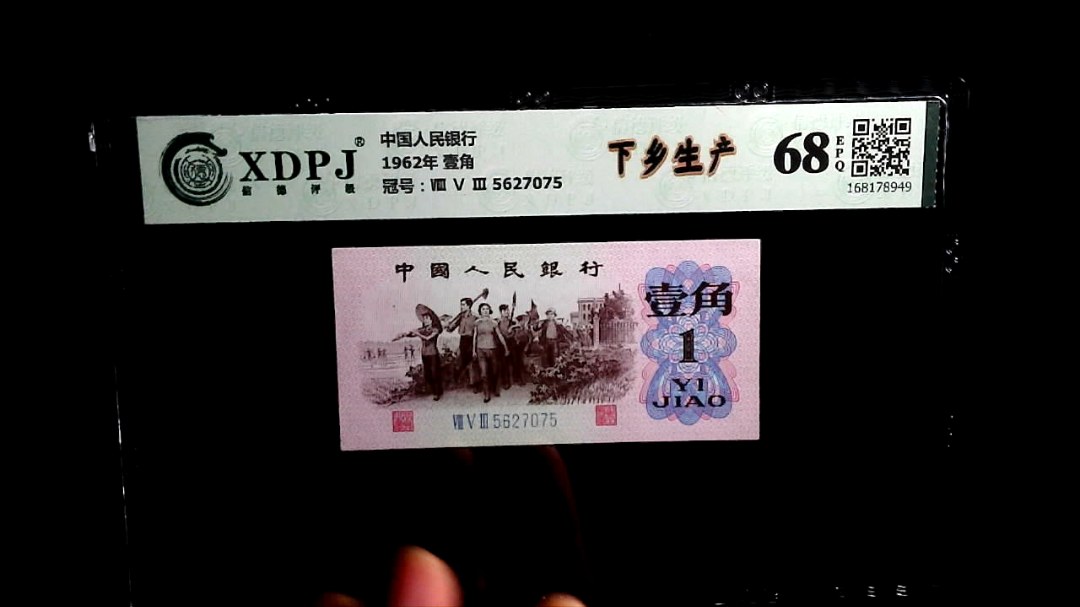 XDPJ®
信德评级
中国人民银行
1962年 壹角
冠号：Ⅷ Ⅴ Ⅲ 5627075
下乡生产
68
EPQ
168178949
中國人民銀行
壹角
1
YI
JIAO
Ⅷ Ⅴ Ⅲ 5627075